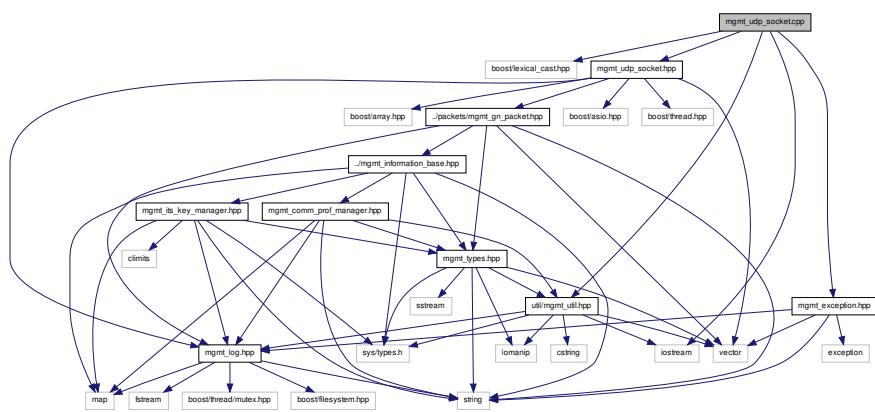 mgmt_udp_socket.cpp
boost/lexical_cast.hpp
mgmt_udp_socket.hpp
boost/array.hpp
../packets/mgmt_gn_packet.hpp
boost/asio.hpp
boost/thread.hpp
../mgmt_information_base.hpp
mgmt_its_key_manager.hpp
mgmt_comm_prof_manager.hpp
climits
mgmt_types.hpp
sstream
util/mgmt_util.hpp
mgmt_exception.hpp
mgmt_log.hpp
sys/types.h
iomanip
cstring
iostream
vector
exception
map
fstream
boost/thread/mutex.hpp
boost/filesystem.hpp
string